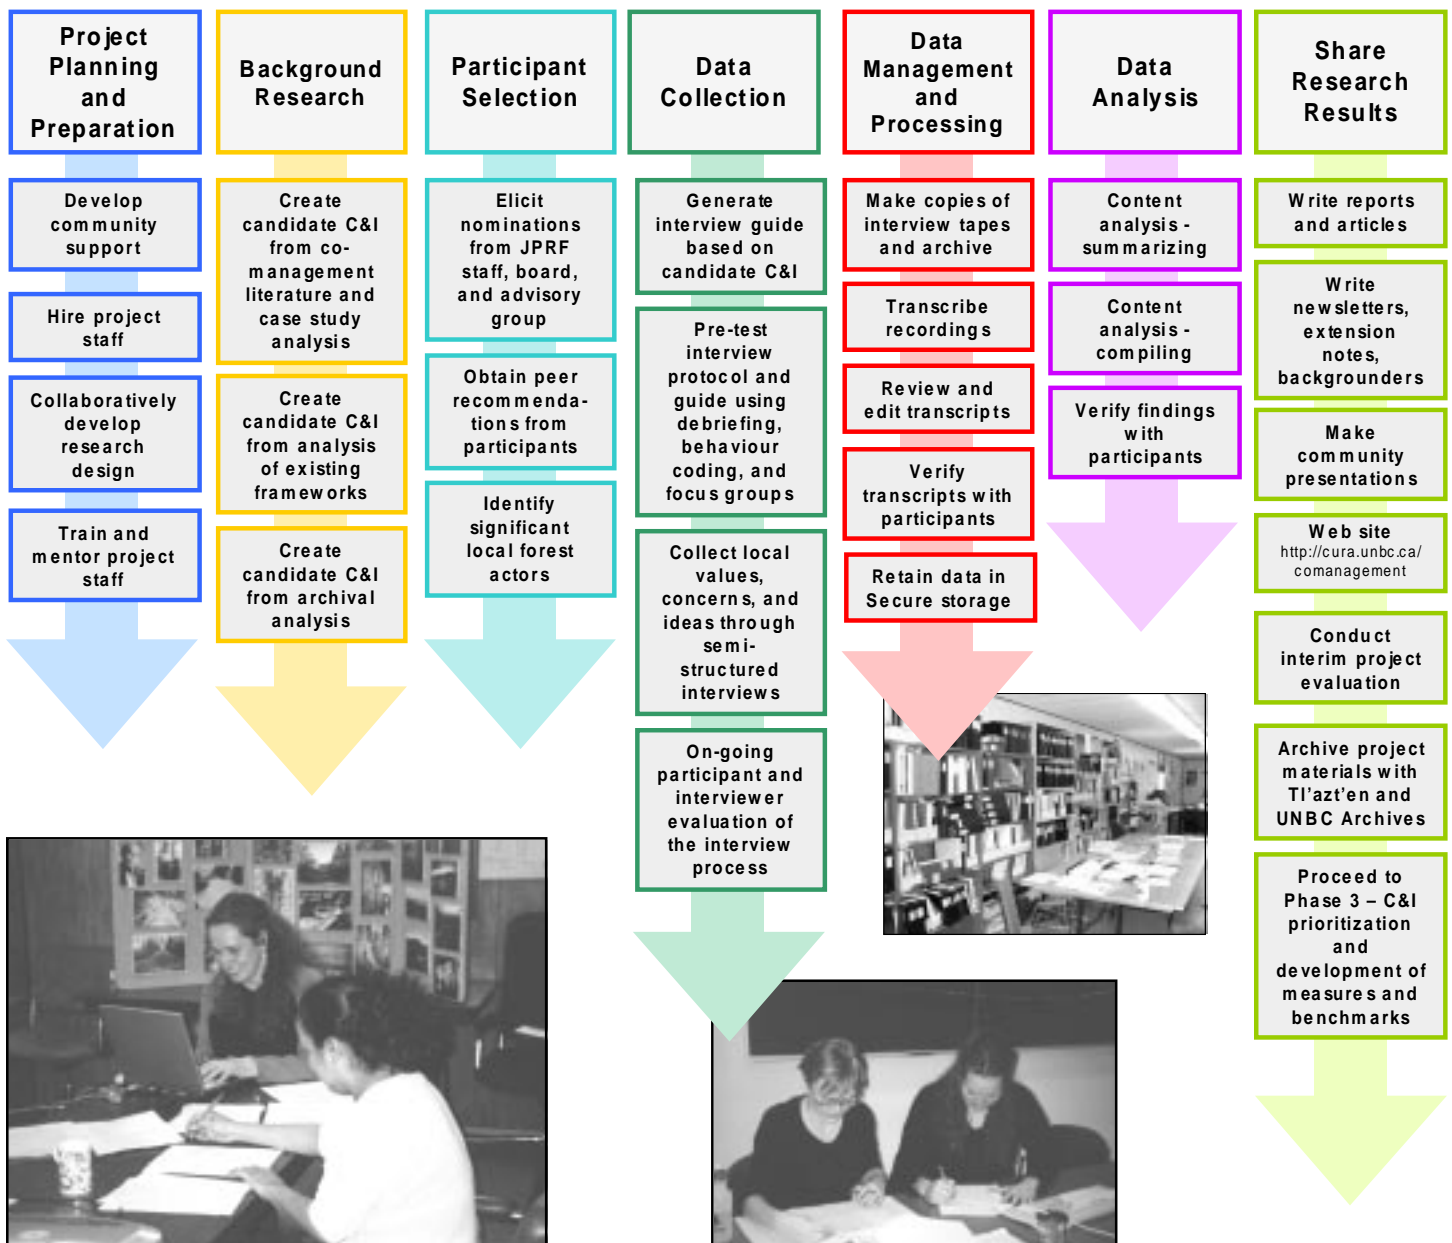 Project
Planning
and
Preparation
Develop
community
support
Hire project
staff
Collaboratively
develop
research
design
Train and
mentor project
staff
Background
Research
Create
candidate C&I
from co-
management
literature and
case study
analysis
Create
candidate C&I
from analysis
of existing
frameworks
Create
candidate C&I
from archival
analysis
Participant
Selection
Elicit
nominations
from JPRF
staff, board,
and advisory
group
Obtain peer
recommenda-
tions from
participants
Identify
significant
local forest
actors
Data
Collection
Generate
interview guide
based on
candidate C&I
Pre-test
interview
protocol and
guide using
debriefing,
behaviour
coding, and
focus groups
Collect local
values,
concerns, and
ideas through
semi-
structured
interviews
On-going
participant and
interviewer
evaluation of
the interview
process
Data
Management
and
Processing
Make copies of
interview tapes
and archive
Transcribe
recordings
Review and
edit transcripts
Verify
transcripts with
participants
Retain data in
Secure storage
Data
Analysis
Content
analysis -
summarizing
Content
analysis -
compiling
Verify findings
with
participants
Share
Research
Results
Write reports
and articles
Write
newsletters,
extension
notes,
backgrounders
Make
community
presentations
Web site
http://cura.unbc.ca/
comanagement
Conduct
interim project
evaluation
Archive project
materials with
Tl'azt'en and
UNBC Archives
Proceed to
Phase 3 – C&I
prioritization
and
development of
measures and
benchmarks